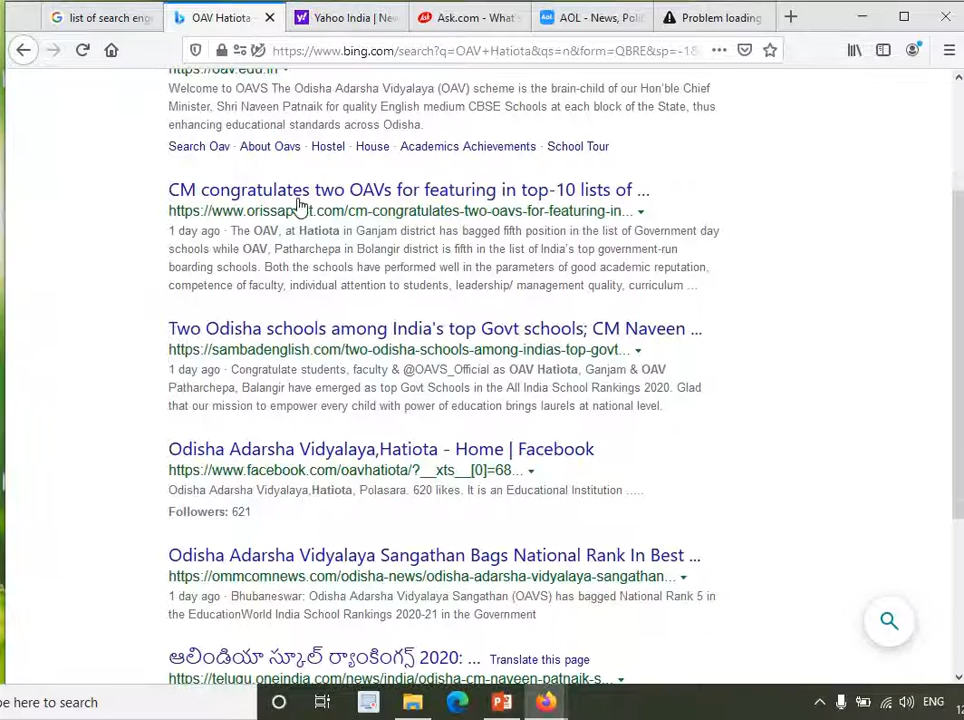 list of search eng
OAV Hatiota
Yahoo India | Ne
Ask.com - What's
AOL - News, Poli
Problem loading
https://www.bing.com/search?q=OAV+Hatiota&qs=n&form=QBRE&sp=-1&
https://oav.edu.in
Welcome to OAVS The Odisha Adarsha Vidyalaya (OAV) scheme is the brain-child of our Hon'ble Chief
Minister, Shri Naveen Patnaik for quality English medium CBSE Schools at each block of the State, thus
enhancing educational standards across Odisha.
Search Oav · About Oavs · Hostel · House · Academics Achievements · School Tour
CM congratulates two OAVs for featuring in top-10 lists of ...
https://www.orissapost.com/cm-congratulates-two-oavs-for-featuring-in...
1 day ago · The OAV, at Hatiota in Ganjam district has bagged fifth position in the list of Government day
schools while OAV, Patharchepa in Bolangir district is fifth in the list of India's top government-run
boarding schools. Both the schools have performed well in the parameters of good academic reputation,
competence of faculty, individual attention to students, leadership/ management quality, curriculum ...
Two Odisha schools among India's top Govt schools; CM Naveen ...
https://sambadenglish.com/two-odisha-schools-among-indias-top-govt...
1 day ago · Congratulate students, faculty & @OAVS_Official as OAV Hatiota, Ganjam & OAV
Patharchepa, Balangir have emerged as top Govt Schools in the All India School Rankings 2020. Glad
that our mission to empower every child with power of education brings laurels at national level.
Odisha Adarsha Vidyalaya,Hatiota - Home | Facebook
https://www.facebook.com/oavhatiota/?__xts__[0]=68...
Odisha Adarsha Vidyalaya,Hatiota, Polasara. 620 likes. It is an Educational Institution .....
Followers: 621
Odisha Adarsha Vidyalaya Sangathan Bags National Rank In Best ...
https://ommcomnews.com/odisha-news/odisha-adarsha-vidyalaya-sangathan...
1 day ago · Bhubaneswar: Odisha Adarsha Vidyalaya Sangathan (OAVS) has bagged National Rank 5 in
the EducationWorld India School Rankings 2020-21 in the Government
ఆలిండియా స్కూల్ ర్యాంకింగ్స్ 2020: ... Translate this page
https://telugu.oneindia.com/news/india/odisha-cm-naveen-patnaik-s...
pe here to search
ENG
12